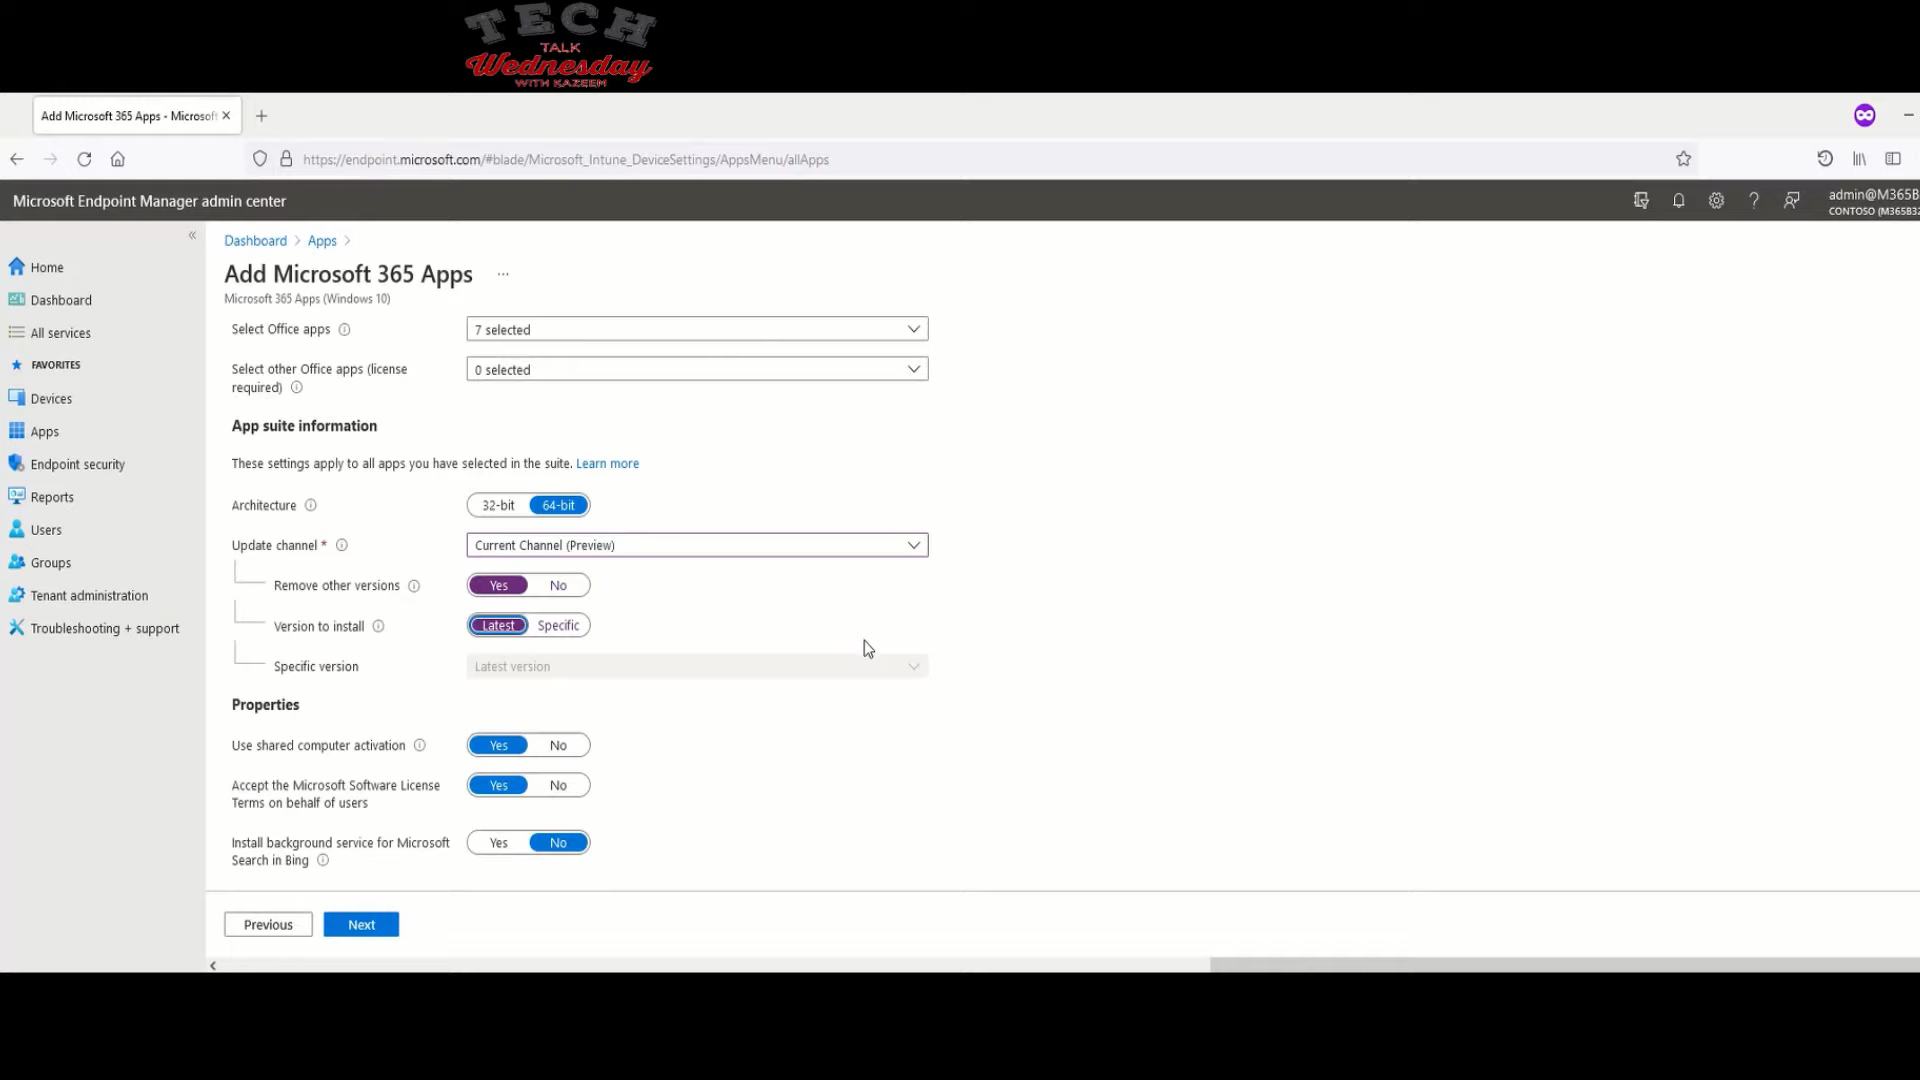 TECH
TALK
Wednesday
WITH KAZEEM
Add Microsoft 365 Apps - Microsoft
https://endpoint.microsoft.com/#blade/Microsoft_Intune_DeviceSettings/AppsMenu/allApps
Microsoft Endpoint Manager admin center
admin@M365B
CONTOSO (M365B32
Home
Dashboard
All services
FAVORITES
Devices
Apps
Endpoint security
Reports
Users
Groups
Tenant administration
Troubleshooting + support
Dashboard > Apps >
Add Microsoft 365 Apps ...
Microsoft 365 Apps (Windows 10)
Select Office apps 7 selected
Select other Office apps (license
required) 0 selected
App suite information
These settings apply to all apps you have selected in the suite. Learn more
Architecture 32-bit 64-bit
Update channel * Current Channel (Preview)
Remove other versions Yes No
Version to install Latest Specific
Specific version Latest version
Properties
Use shared computer activation Yes No
Accept the Microsoft Software License
Terms on behalf of users Yes No
Install background service for Microsoft
Search in Bing Yes No
Previous Next